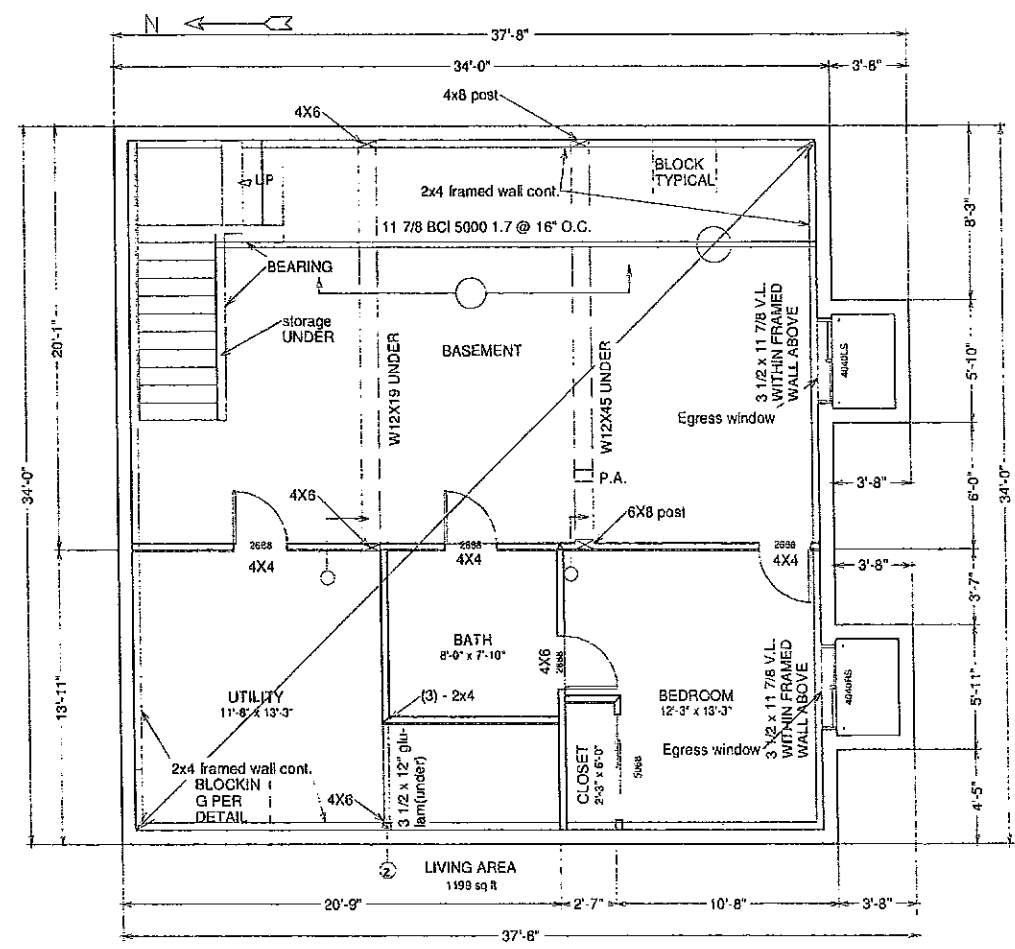 N
37'-8"
34'-0"
3'-8"
4X6
4x8 post
UP
BLOCK
TYPICAL
2x4 framed wall cont.
11 7/8 BCI 5000 1.7 @ 16" O.C.
8'-3"
BEARING
storage
UNDER
BASEMENT
W12X19 UNDER
W12X45 UNDER
3 1/2 x 11 7/8 V.L.
WITHIN FRAMED
WALL ABOVE
4040LS
5'-10"
20'-1"
Egress window
P.A.
3'-8"
6'-0"
34'-0"
34'-0"
4X6
6X8 post
2668
4X4
2668
4X4
2668
4X4
3'-8"
3'-7"
BATH
8'-0" x 7'-10"
4X6
2668
UTILITY
11'-8" x 13'-3"
(3) - 2x4
BEDROOM
12'-3" x 13'-3"
3 1/2 x 11 7/8 V.L.
WITHIN FRAMED
WALL ABOVE
4040RS
5'-11"
13'-11"
Egress window
2x4 framed wall cont.
BLOCKIN
G PER
DETAIL
4X6
3 1/2 x 12" glu-
lam(under)
CLOSET
2'-3" x 6'-0"
5068
4'-5"
2
LIVING AREA
1199 sq ft
20'-9"
2'-7"
10'-8"
3'-8"
37'-6"